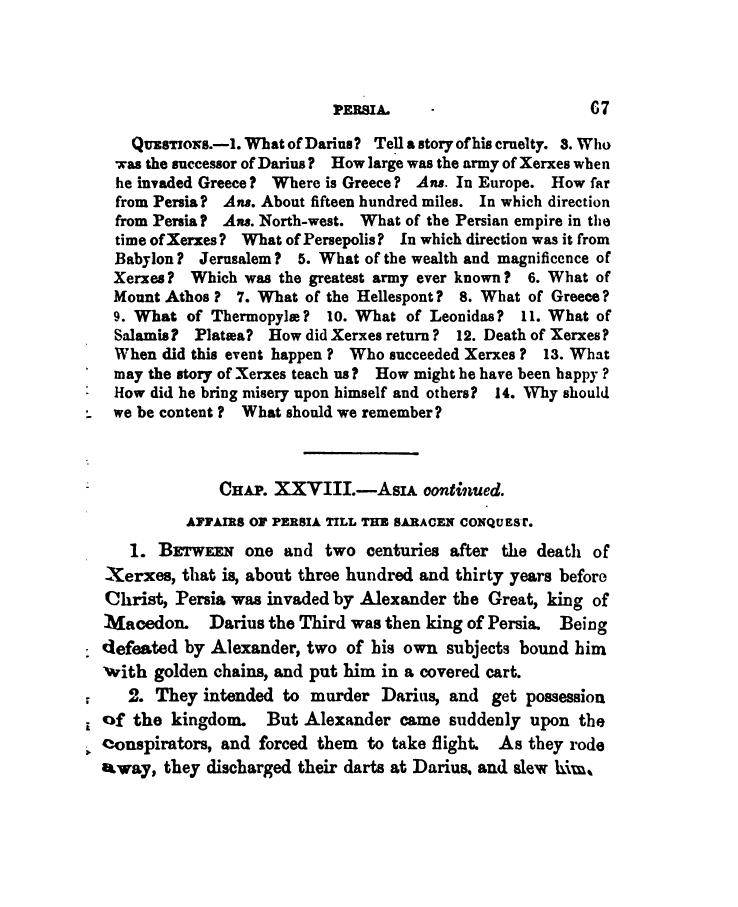 PERSIA. 67
QUESTIONS.—1. What of Darius? Tell a story of his cruelty. 3. Who
was the successor of Darius? How large was the army of Xerxes when
he invaded Greece? Where is Greece? Ans. In Europe. How far
from Persia? Ans. About fifteen hundred miles. In which direction
from Persia? Ans. North-west. What of the Persian empire in the
time of Xerxes? What of Persepolis? In which direction was it from
Babylon? Jerusalem? 5. What of the wealth and magnificence of
Xerxes? Which was the greatest army ever known? 6. What of
Mount Athos? 7. What of the Hellespont? 8. What of Greece?
9. What of Thermopylæ? 10. What of Leonidas? 11. What of
Salamis? Platæa? How did Xerxes return? 12. Death of Xerxes?
When did this event happen? Who succeeded Xerxes? 13. What
may the story of Xerxes teach us? How might he have been happy?
How did he bring misery upon himself and others? 14. Why should
we be content? What should we remember?
CHAP. XXVIII.—ASIA continued.
AFFAIRS OF PERSIA TILL THE SARACEN CONQUEST.
1. BETWEEN one and two centuries after the death of
Xerxes, that is, about three hundred and thirty years before
Christ, Persia was invaded by Alexander the Great, king of
Macedon. Darius the Third was then king of Persia. Being
defeated by Alexander, two of his own subjects bound him
with golden chains, and put him in a covered cart.
2. They intended to murder Darius, and get possession
of the kingdom. But Alexander came suddenly upon the
conspirators, and forced them to take flight. As they rode
away, they discharged their darts at Darius, and slew him.